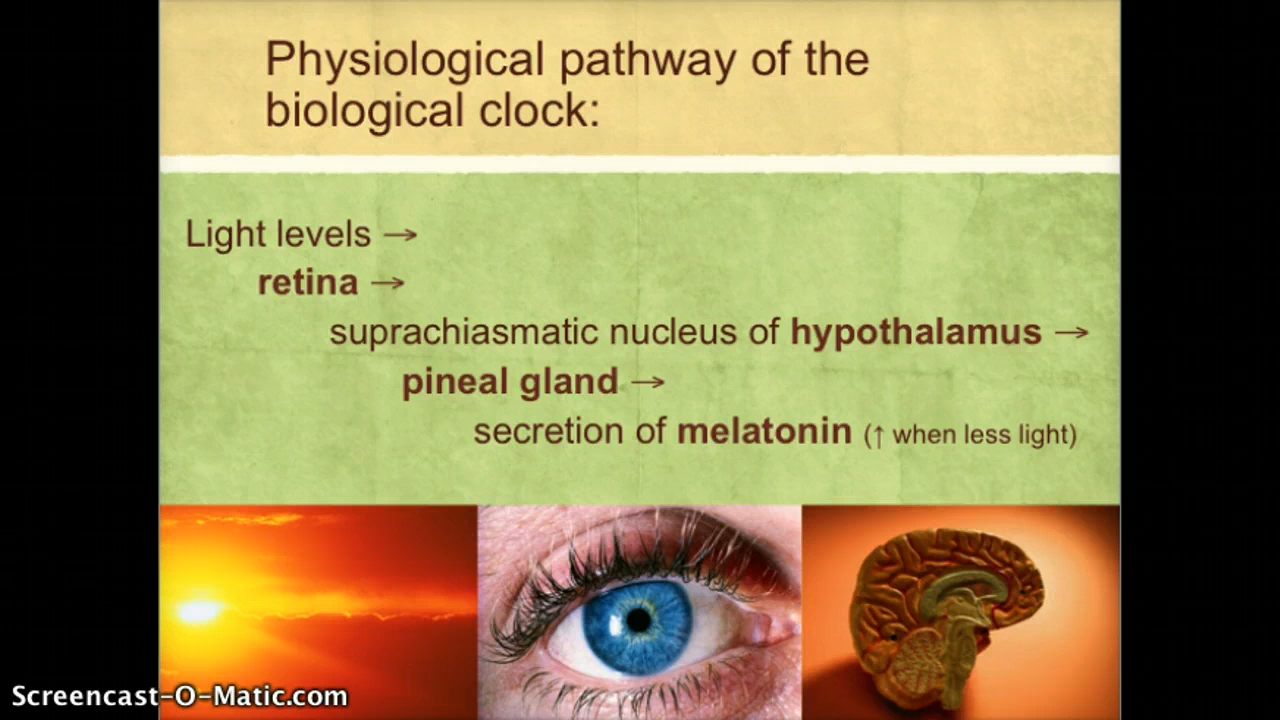 Physiological pathway of the
biological clock:
Light levels →
retina →
suprachiasmatic nucleus of hypothalamus →
pineal gland →
secretion of melatonin (↑ when less light)
Screencast-O-Matic.com